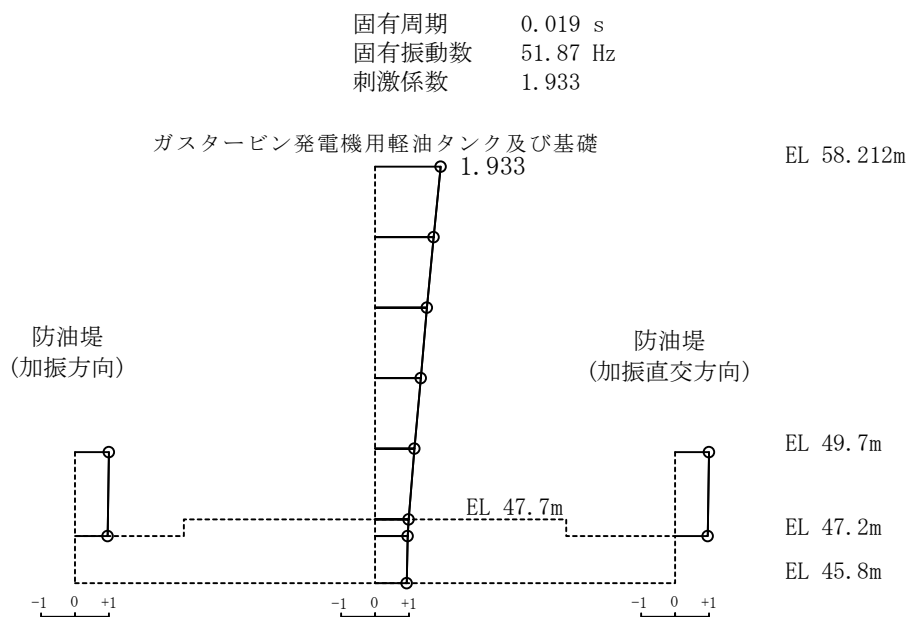 固有周期 0.019 s
固有振動数 51.87 Hz
刺激係数 1.933
ガスタービン発電機用軽油タンク及び基礎
EL 58.212m
1.933
防油堤
(加振方向)
防油堤
(加振直交方向)
EL 49.7m
EL 47.7m
EL 47.2m
EL 45.8m
-1 0 +1
-1 0 +1
-1 0 +1